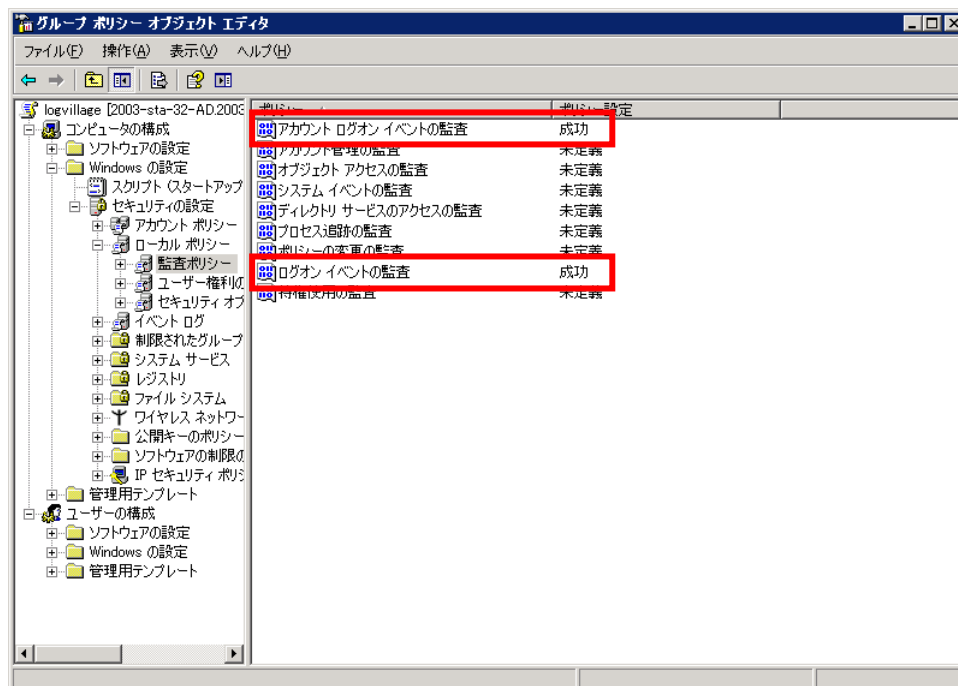 グループ ポリシー オブジェクト エディタ
ファイル(F) 操作(A) 表示(V) ヘルプ(H)
logvillage [2003-sta-32-AD.2003
コンピュータの構成
ソフトウェアの設定
Windows の設定
スクリプト (スタートアップ
セキュリティの設定
アカウント ポリシー
ローカル ポリシー
監査ポリシー
ユーザー権利の
セキュリティ オプ
イベント ログ
制限されたグループ
システム サービス
レジストリ
ファイル システム
ワイヤレス ネットワー
公開キーのポリシー
ソフトウェアの制限の
IP セキュリティ ポリシ
管理用テンプレート
ユーザーの構成
ソフトウェアの設定
Windows の設定
管理用テンプレート
ポリシー ポリシー設定
アカウント ログオン イベントの監査 成功
アカウント管理の監査 未定義
オブジェクト アクセスの監査 未定義
システム イベントの監査 未定義
ディレクトリ サービスのアクセスの監査 未定義
プロセス追跡の監査 未定義
ポリシーの変更の監査 未定義
ログオン イベントの監査 成功
特権使用の監査 未定義